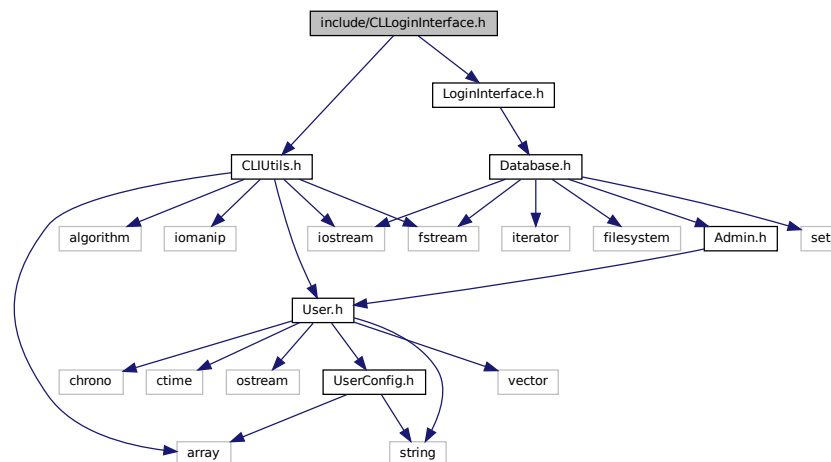 include/CLLoginInterface.h
LoginInterface.h
CLIUtils.h
Database.h
algorithm
iomanip
iostream
fstream
iterator
filesystem
Admin.h
set
User.h
chrono
ctime
ostream
UserConfig.h
vector
array
string